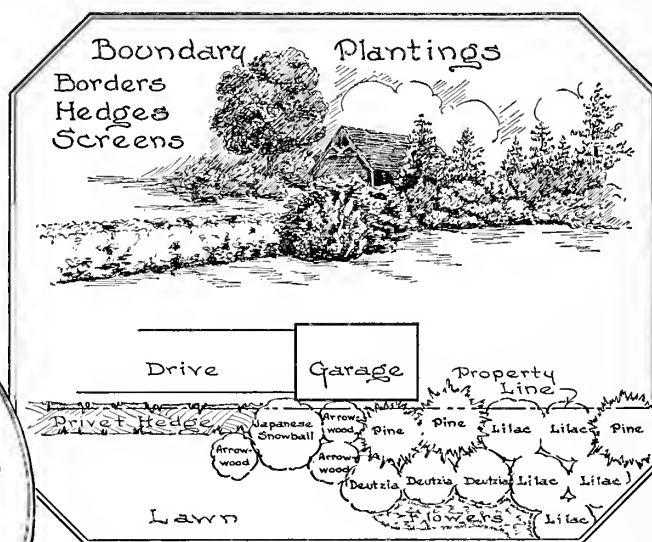 Boundary Plantings
Borders
Hedges
Screens
Drive
Garage
Property
Line
Privet Hedge
Japanese
Snowball
Arrow-
wood
Pine
Pine
Lilac
Lilac
Pine
Arrow-
wood
Arrow-
wood
Deutzia
Deutzia
Deutzia
Lilac
Lilac
Lawn
Flowers
Lilac